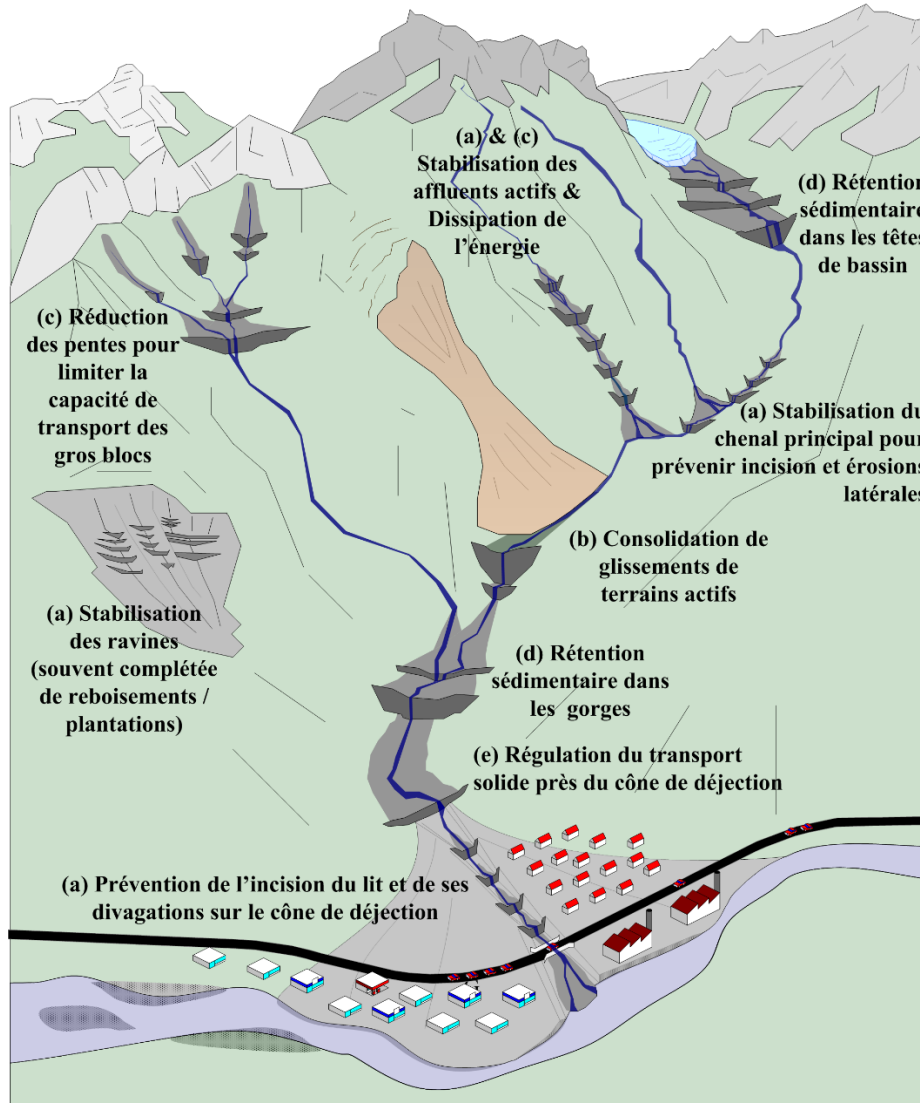 (a) & (c)
Stabilisation des
affluents actifs &
Dissipation de
l’énergie
(d) Rétention
sédimentaire
dans les têtes
de bassin
(c) Réduction
des pentes pour
limiter la
capacité de
transport des
gros blocs
(a) Stabilisation du
chenal principal pour
prévenir incision et érosions
latérales
(b) Consolidation de
glissements de
terrains actifs
(a) Stabilisation
des ravines
(souvent complétée
de reboisements /
plantations)
(d) Rétention
sédimentaire dans
les gorges
(e) Régulation du transport
solide près du cône de déjection
(a) Prévention de l’incision du lit et de ses
divagations sur le cône de déjection